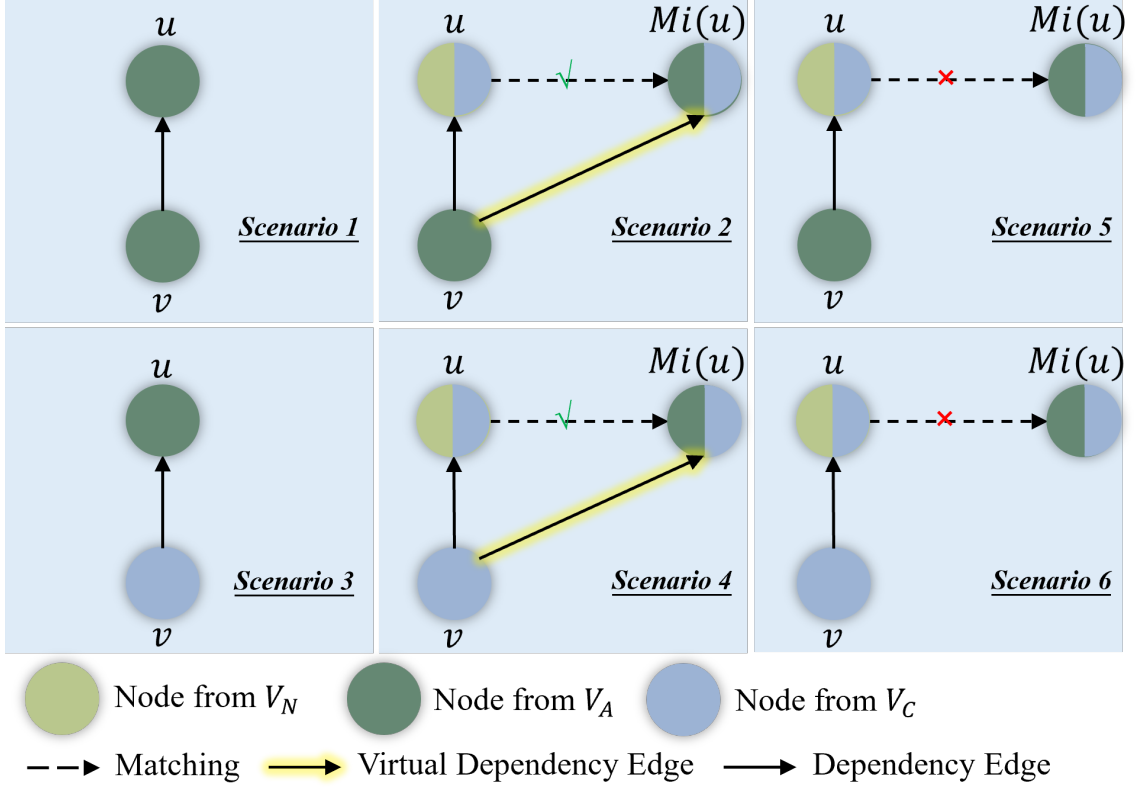 u
v
Scenario 1
u
Mi(u)
√
v
Scenario 2
u
Mi(u)
×
v
Scenario 5
u
v
Scenario 3
u
Mi(u)
√
v
Scenario 4
u
Mi(u)
×
v
Scenario 6
Node from V_N
Node from V_A
Node from V_C
Matching
Virtual Dependency Edge
Dependency Edge